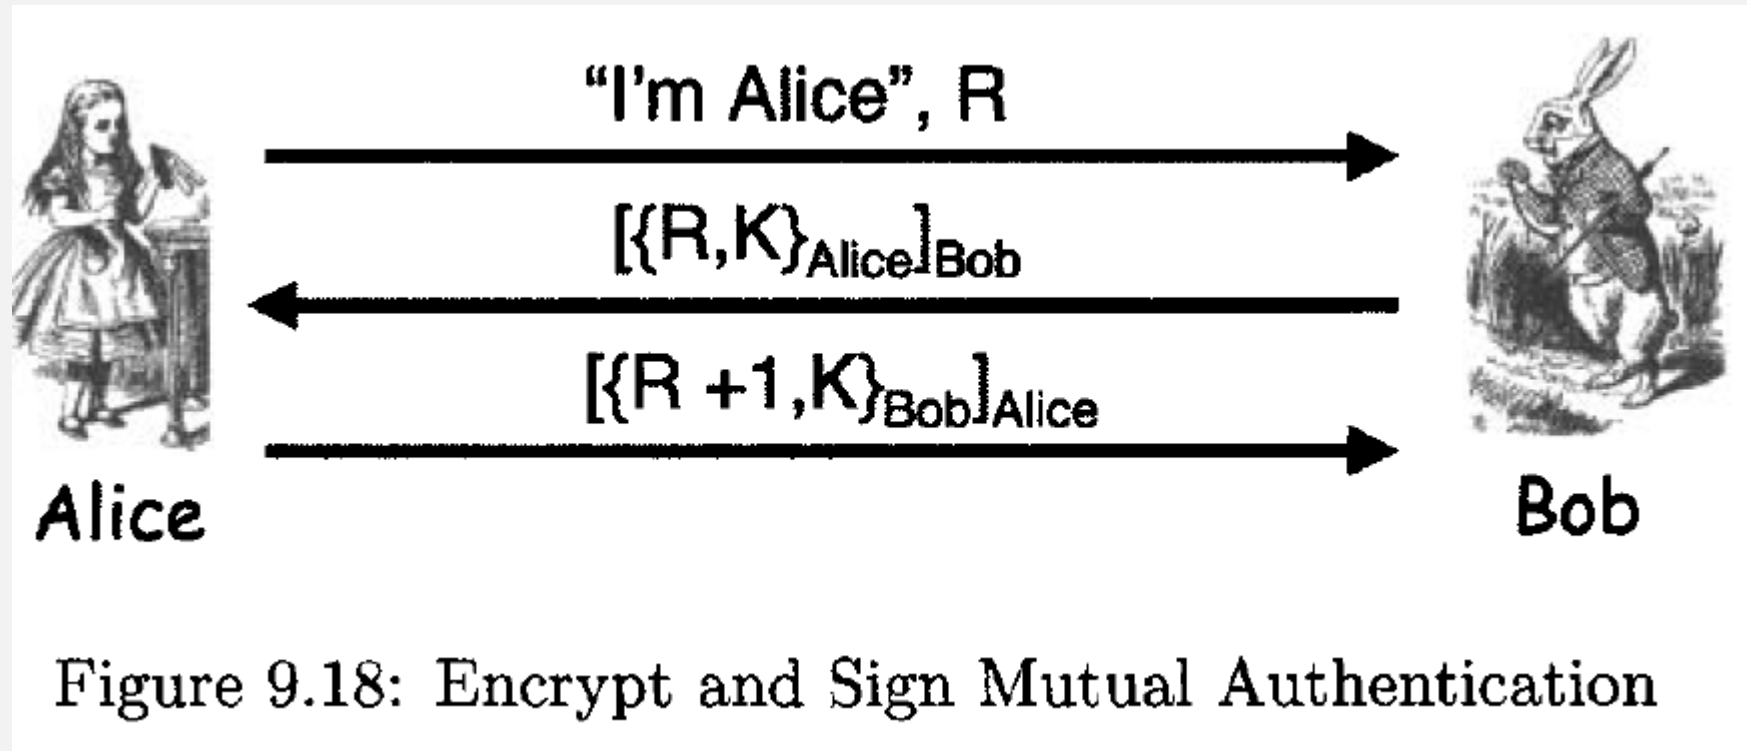 “I'm Alice”, R
[{R,K}Alice]Bob
[{R +1,K}Bob]Alice
Alice
Bob
Figure 9.18: Encrypt and Sign Mutual Authentication